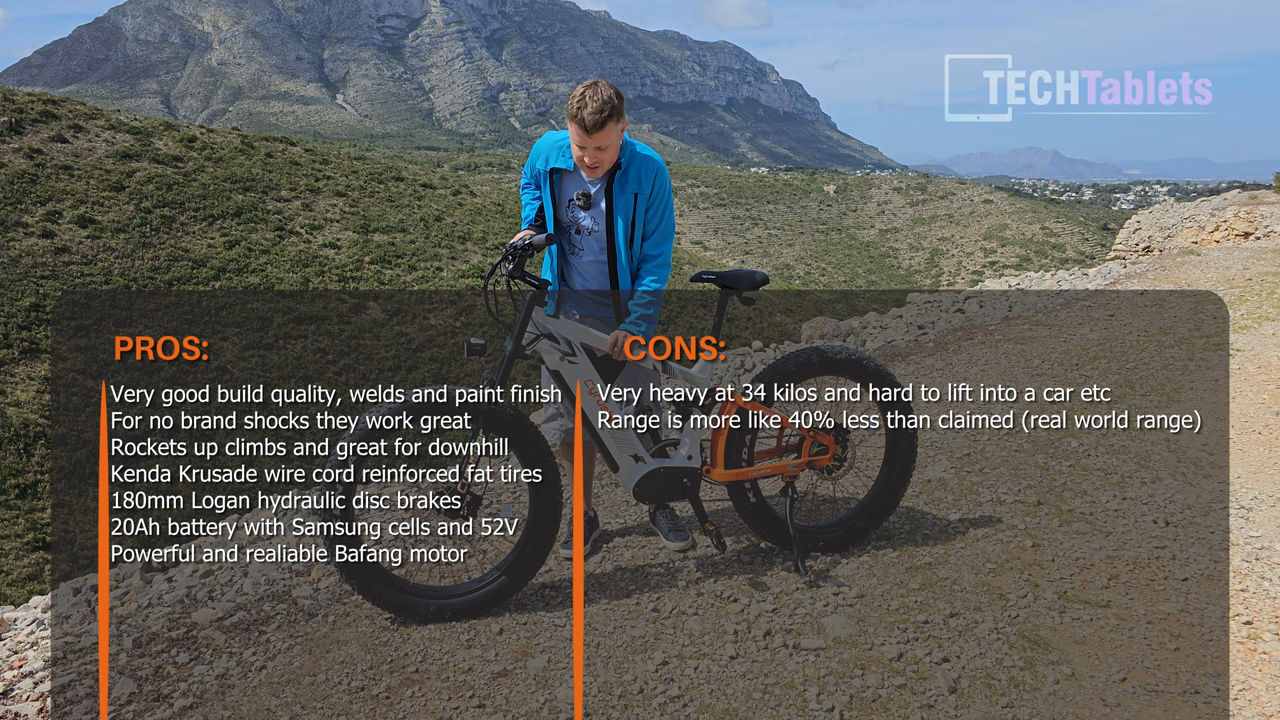 TECHTablets
PROS:
Very good build quality, welds and paint finish
For no brand shocks they work great
Rockets up climbs and great for downhill
Kenda Krusade wire cord reinforced fat tires
180mm Logan hydraulic disc brakes
20Ah battery with Samsung cells and 52V
Powerful and realiable Bafang motor
CONS:
Very heavy at 34 kilos and hard to lift into a car etc
Range is more like 40% less than claimed (real world range)